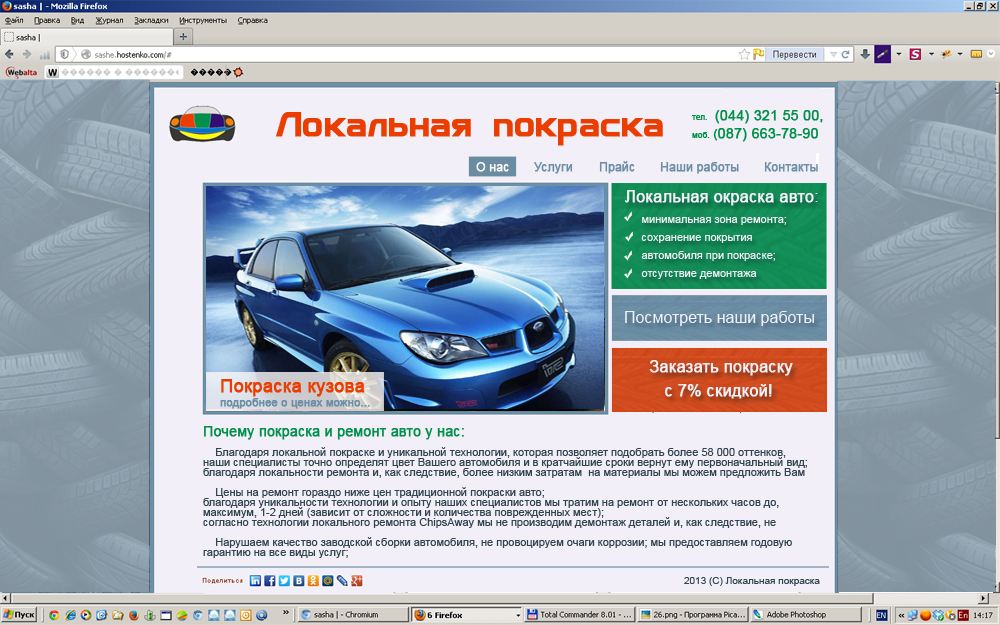 sasha | - Mozilla Firefox
Файл Правка Вид Журнал Закладки Инструменты Справка
sasha |
sashe.hostenko.com/#
Перевести
Webalta
W
Локальная покраска
тел. (044) 321 55 00,
моб. (087) 663-78-90
О нас Услуги Прайс Наши работы Контакты
Локальная окраска авто:
минимальная зона ремонта;
сохранение покрытия
автомобиля при покраске;
отсутствие демонтажа
Посмотреть наши работы
Заказать покраску
с 7% скидкой!
Покраска кузова
подробнее о ценах можно...
Почему покраска и ремонт авто у нас:
Благодаря локальной покраске и уникальной технологии, которая позволяет подобрать более 58 000 оттенков,
наши специалисты точно определят цвет Вашего автомобиля и в кратчайшие сроки вернут ему первоначальный вид;
благодаря локальности ремонта и, как следствие, более низким затратам на материалы мы можем предложить Вам
Цены на ремонт гораздо ниже цен традиционной покраски авто;
благодаря уникальности технологии и опыту наших специалистов мы тратим на ремонт от нескольких часов до,
максимум, 1-2 дней (зависит от сложности и количества поврежденных мест);
согласно технологии локального ремонта ChipsAway мы не производим демонтаж деталей и, как следствие, не
Нарушаем качество заводской сборки автомобиля, не провоцируем очаги коррозии; мы предоставляем годовую
гарантию на все виды услуг;
Поделиться
2013 (C) Локальная покраска
Пуск
sasha | - Chromium
6 Firefox
Total Commander 8.01 - ...
26.png - Программа Pica...
Adobe Photoshop
EN
En
14:17